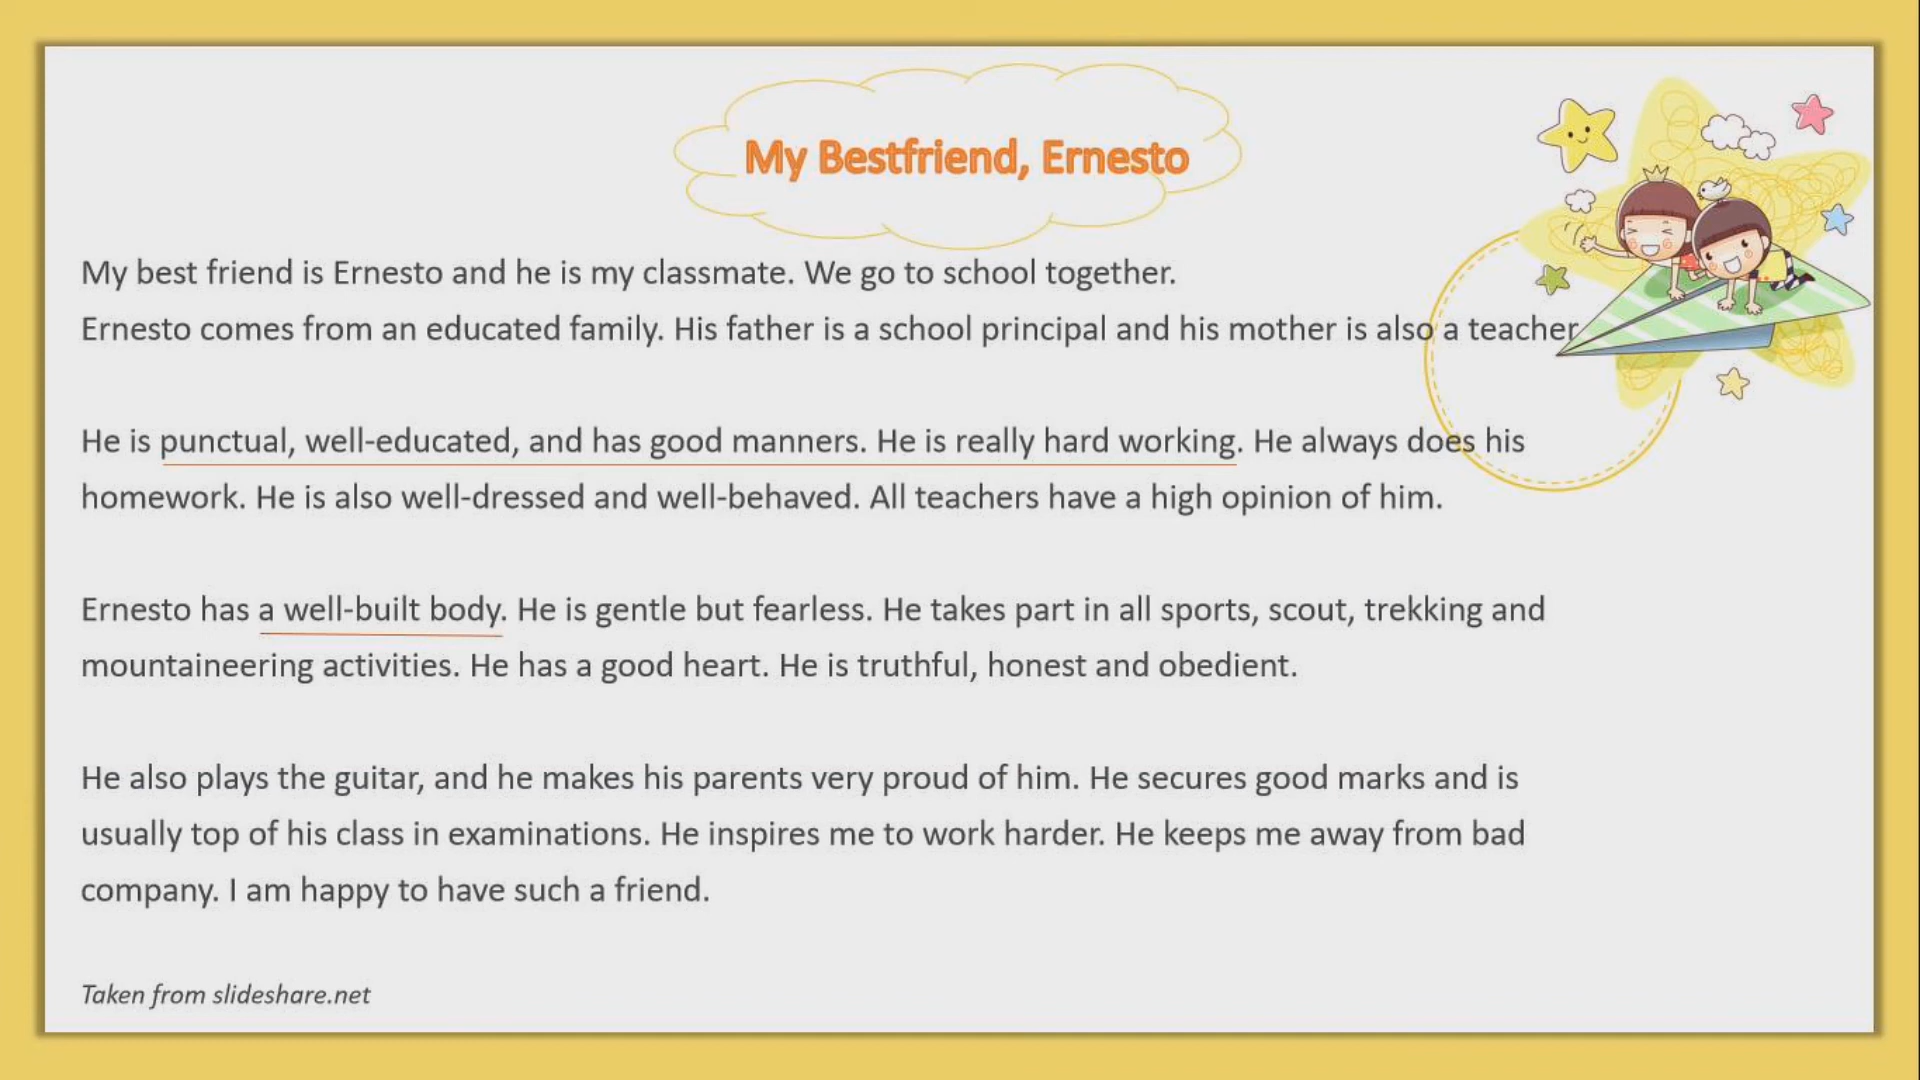 My Bestfriend, Ernesto
My best friend is Ernesto and he is my classmate. We go to school together.
Ernesto comes from an educated family. His father is a school principal and his mother is also a teacher
He is punctual, well-educated, and has good manners. He is really hard working. He always does his
homework. He is also well-dressed and well-behaved. All teachers have a high opinion of him.
Ernesto has a well-built body. He is gentle but fearless. He takes part in all sports, scout, trekking and
mountaineering activities. He has a good heart. He is truthful, honest and obedient.
He also plays the guitar, and he makes his parents very proud of him. He secures good marks and is
usually top of his class in examinations. He inspires me to work harder. He keeps me away from bad
company. I am happy to have such a friend.
Taken from slideshare.net